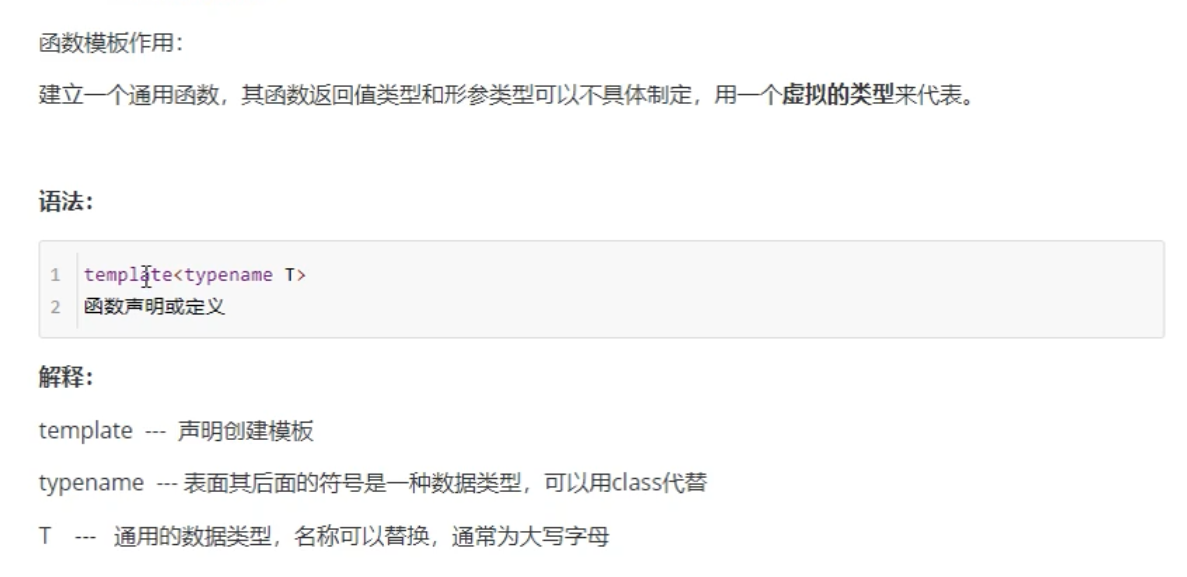 函数模板作用：
建立一个通用函数，其函数返回值类型和形参类型可以不具体制定，用一个虚拟的类型来代表。
语法：
1 template<typename T>
2 函数声明或定义
解释：
template --- 声明创建模板
typename --- 表面其后面的符号是一种数据类型，可以用class代替
T --- 通用的数据类型，名称可以替换，通常为大写字母